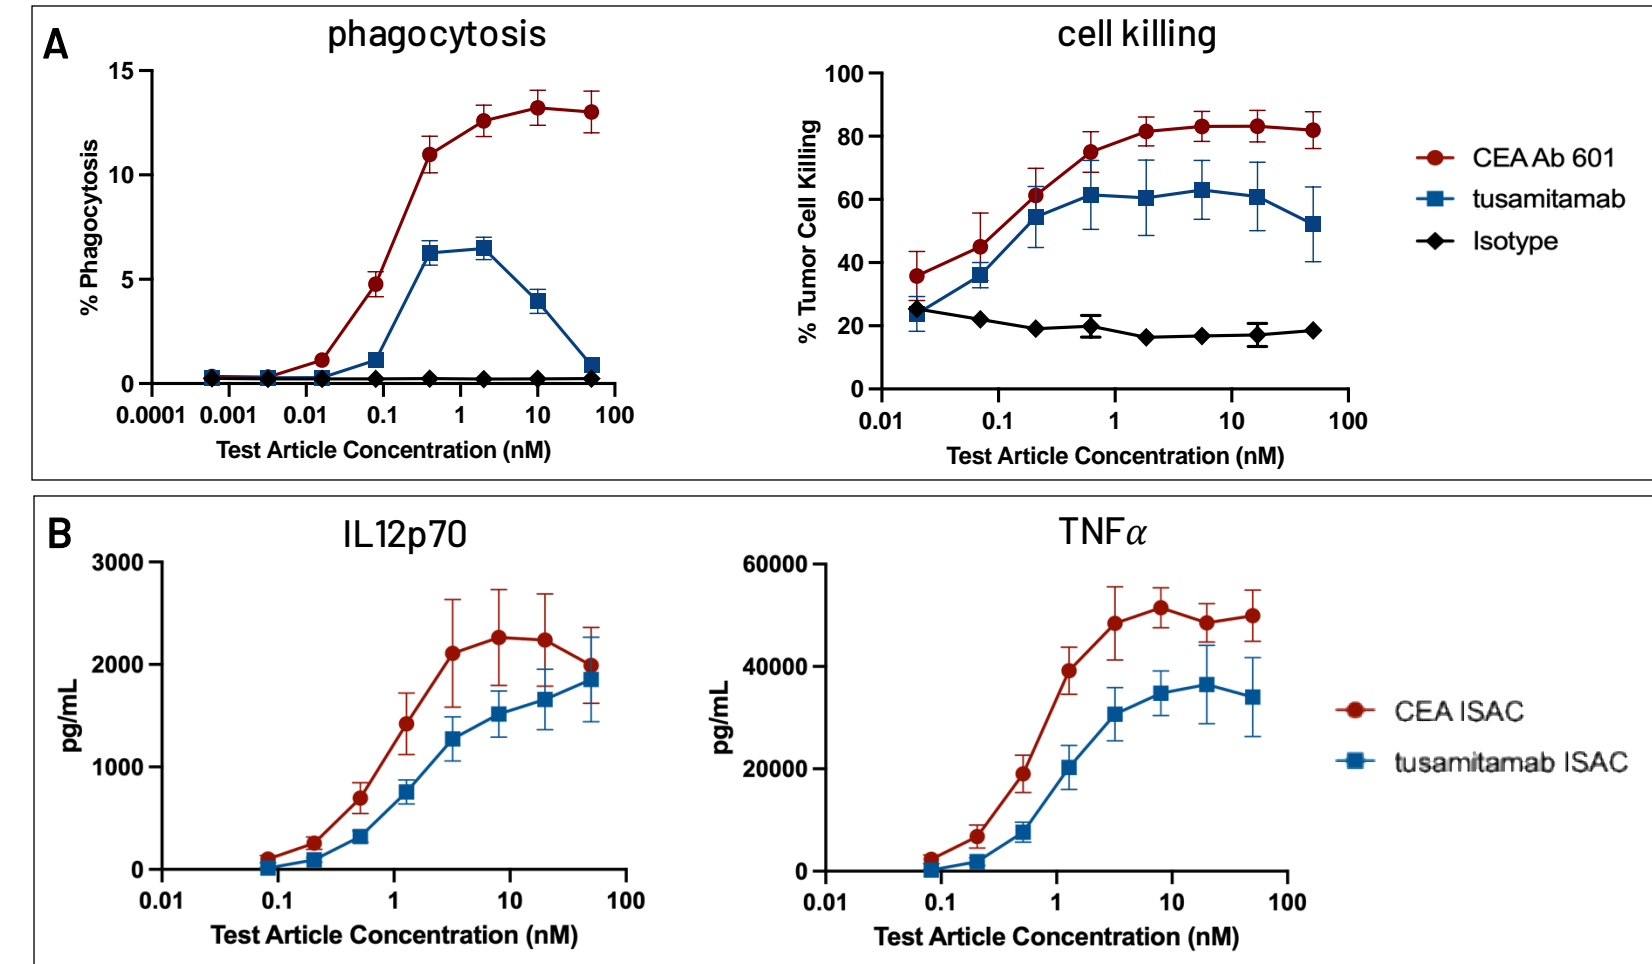 A
phagocytosis
15
10
5
0
% Phagocytosis
0.0001 0.001 0.01 0.1 1 10 100
Test Article Concentration (nM)
cell killing
100
80
60
40
20
0
% Tumor Cell Killing
0.01 0.1 1 10 100
Test Article Concentration (nM)
CEA Ab 601
tusamitamab
Isotype
B
IL12p70
3000
2000
1000
0
pg/mL
0.01 0.1 1 10 100
Test Article Concentration (nM)
TNFα
60000
40000
20000
0
pg/mL
0.01 0.1 1 10 100
Test Article Concentration (nM)
CEA ISAC
tusamitamab ISAC